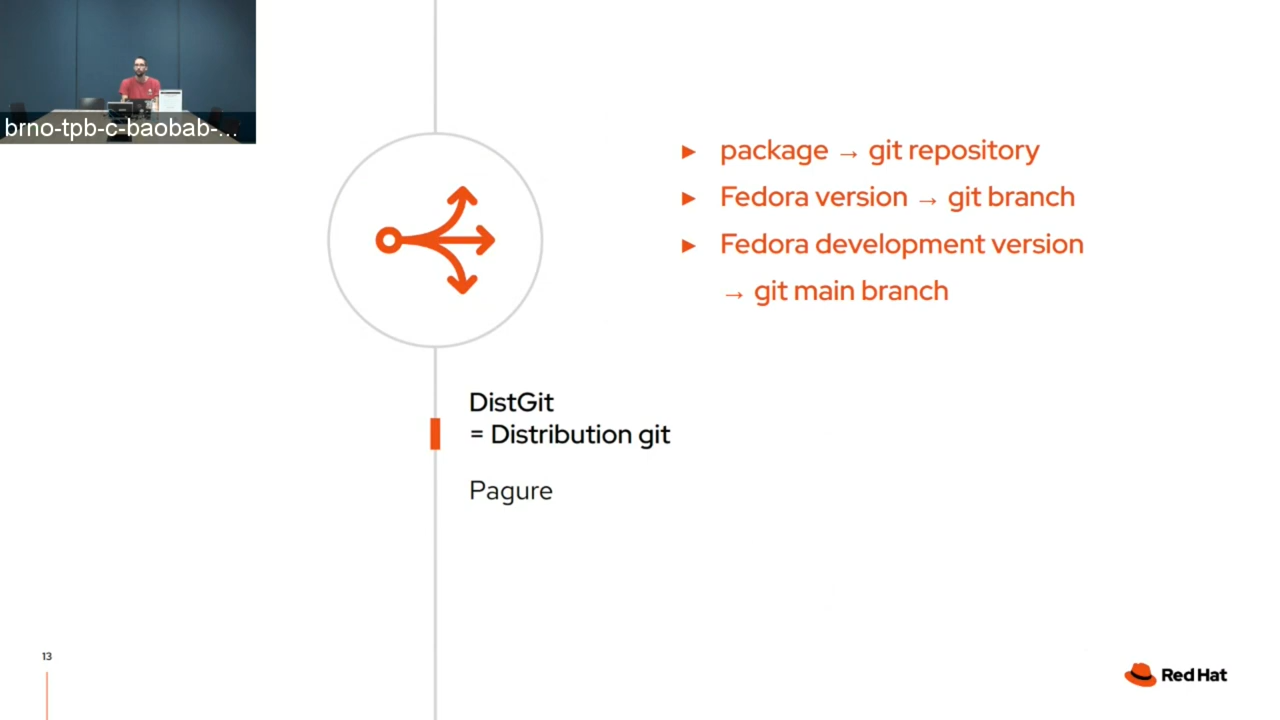 brno-tpb-c-baobab-...
► package → git repository
► Fedora version → git branch
► Fedora development version
→ git main branch
DistGit
= Distribution git
Pagure
13
Red Hat